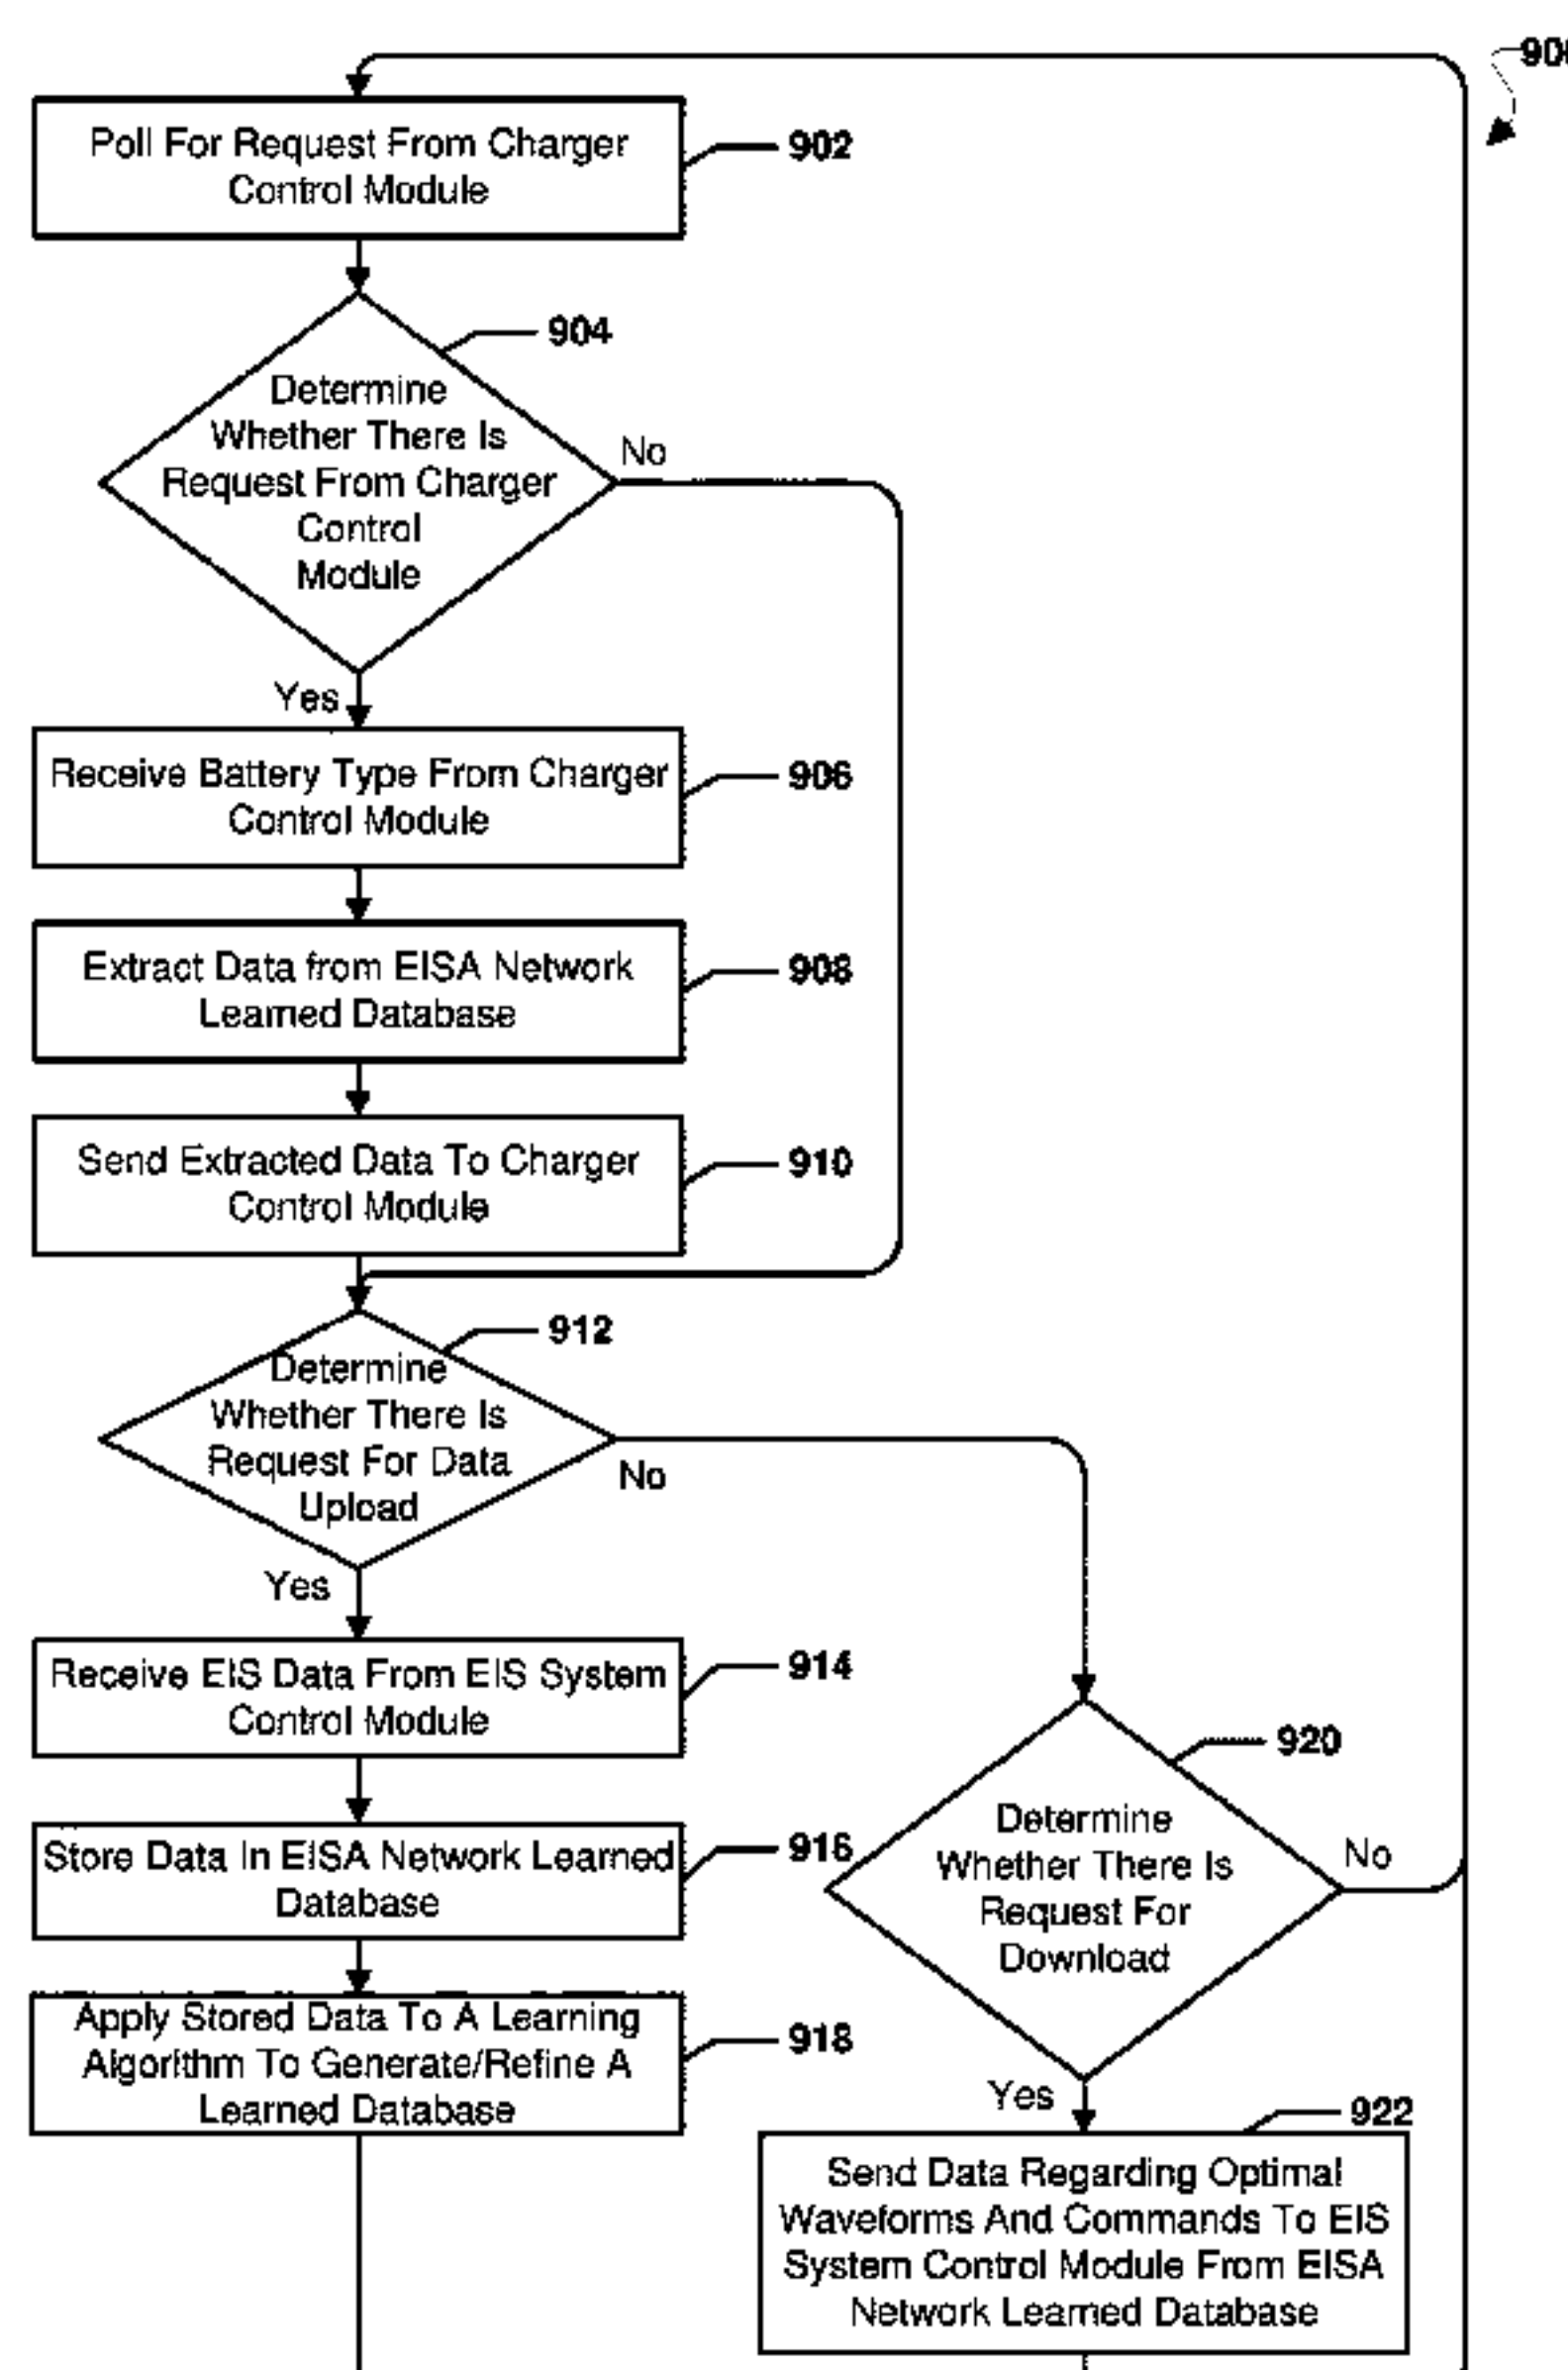 Poll For Request From Charger
Control Module
902
904
Determine
Whether There Is
Request From Charger
Control
Module
No
Yes
Receive Battery Type From Charger
Control Module
906
Extract Data from EISA Network
Learned Database
908
Send Extracted Data To Charger
Control Module
910
912
Determine
Whether There Is
Request For Data
Upload
No
Yes
Receive EIS Data From EIS System
Control Module
914
Store Data In EISA Network Learned
Database
916
Apply Stored Data To A Learning
Algorithm To Generate/Refine A
Learned Database
918
920
Determine
Whether There Is
Request For
Download
No
Yes
922
Send Data Regarding Optimal
Waveforms And Commands To EIS
System Control Module From EISA
Network Learned Database